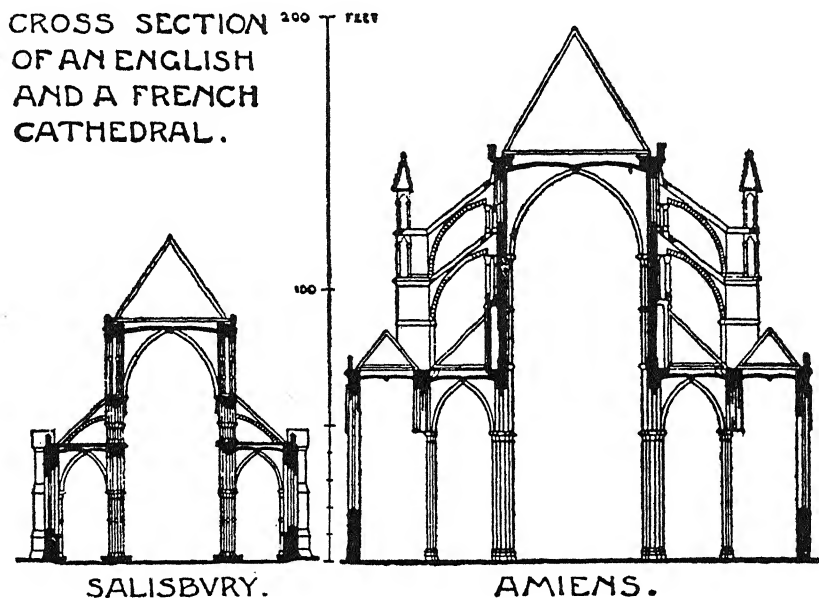 CROSS SECTION
OF AN ENGLISH
AND A FRENCH
CATHEDRAL.
200 FEET
100
SALISBVRY.
AMIENS.